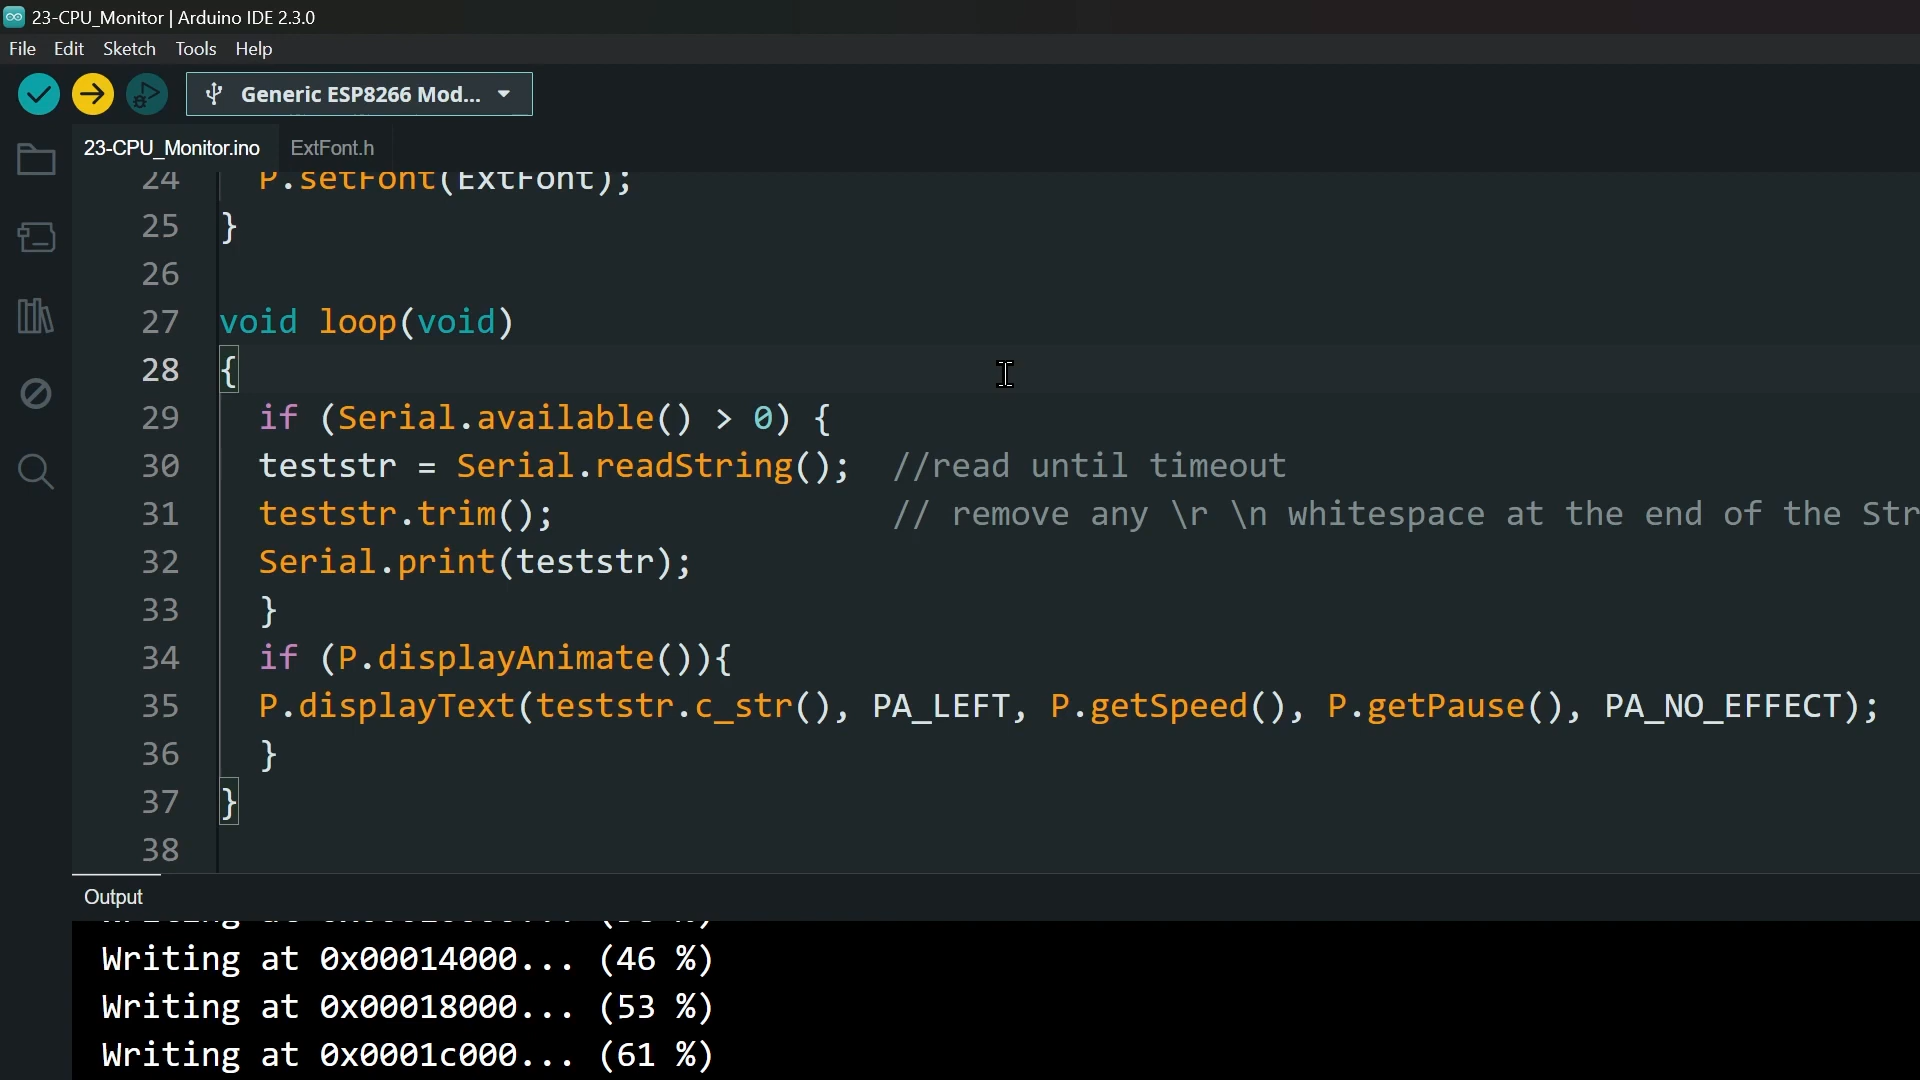 23-CPU_Monitor | Arduino IDE 2.3.0
File Edit Sketch Tools Help
Generic ESP8266 Mod...
23-CPU_Monitor.ino ExtFont.h
24 P.setFont(ExtFont);
25 }
26
27 void loop(void)
28 {
29 if (Serial.available() > 0) {
30 teststr = Serial.readString(); //read until timeout
31 teststr.trim(); // remove any \r \n whitespace at the end of the Str
32 Serial.print(teststr);
33 }
34 if (P.displayAnimate()){
35 P.displayText(teststr.c_str(), PA_LEFT, P.getSpeed(), P.getPause(), PA_NO_EFFECT);
36 }
37 }
38
Output
Writing at 0x00014000... (46 %)
Writing at 0x00018000... (53 %)
Writing at 0x0001c000... (61 %)